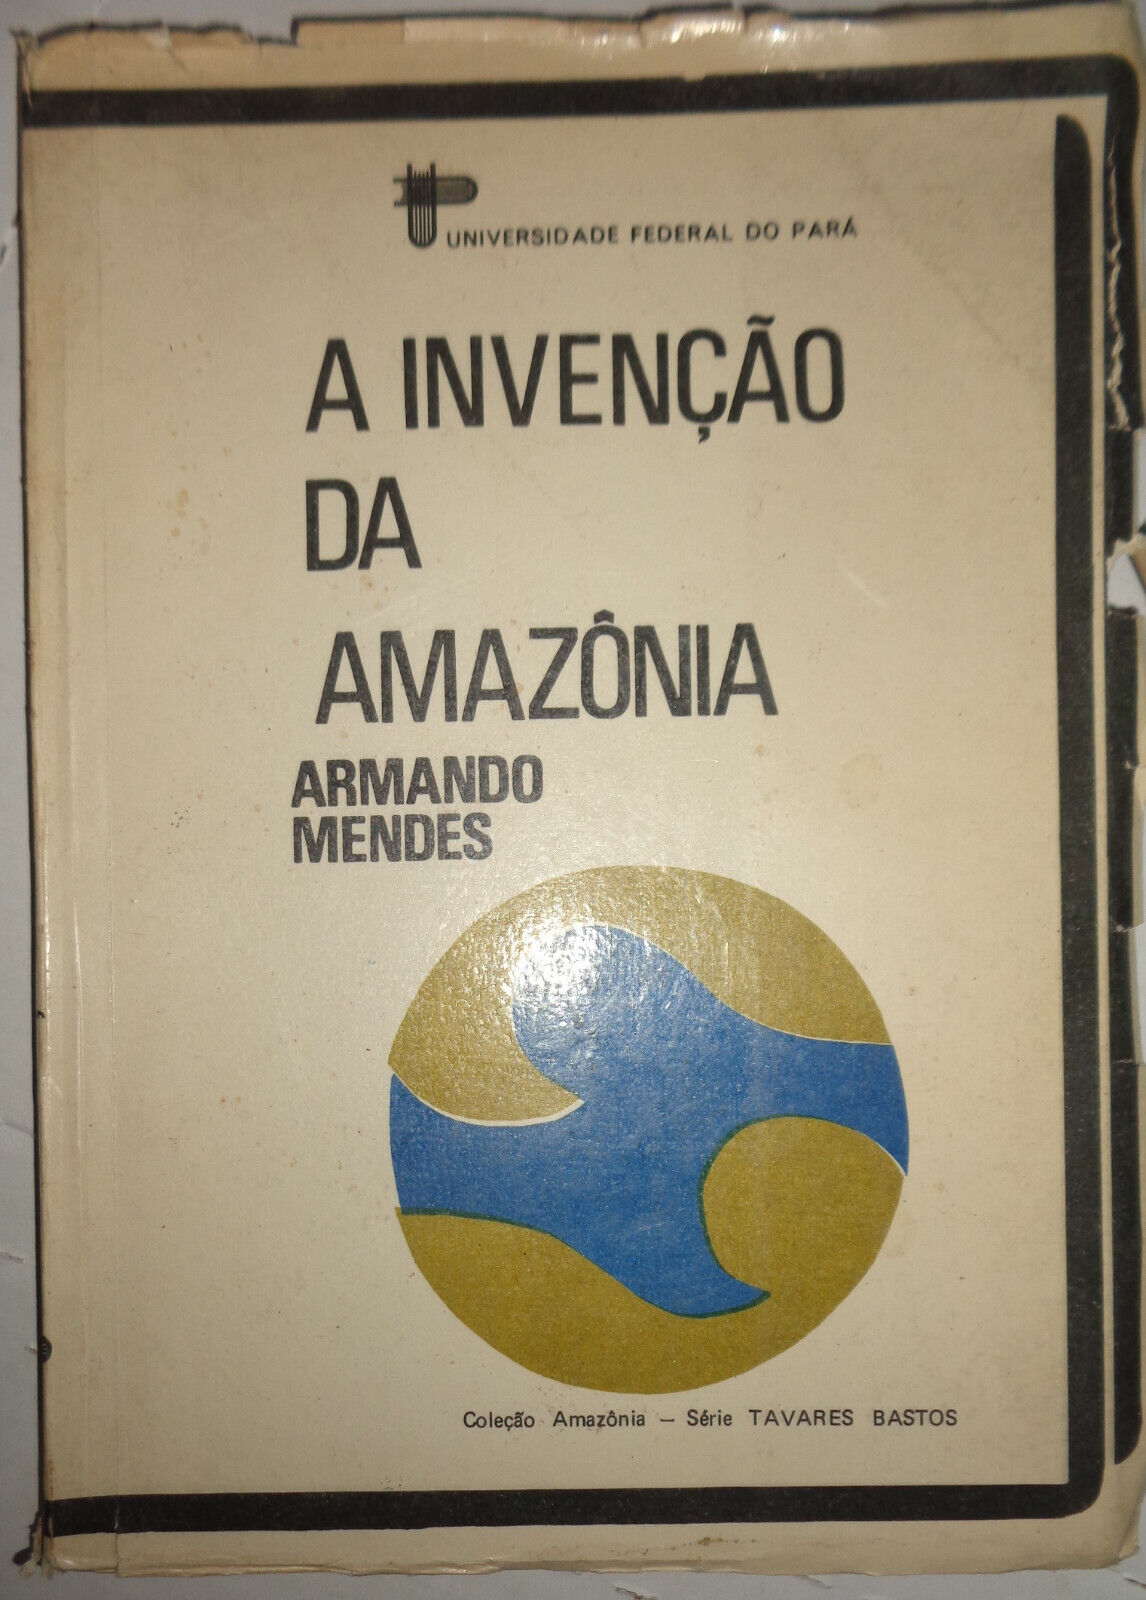 UNIVERSIDADE FEDERAL DO PARÁ
A INVENÇÃO
DA
AMAZÔNIA
ARMANDO
MENDES
Coleção Amazônia — Série TAVARES BASTOS